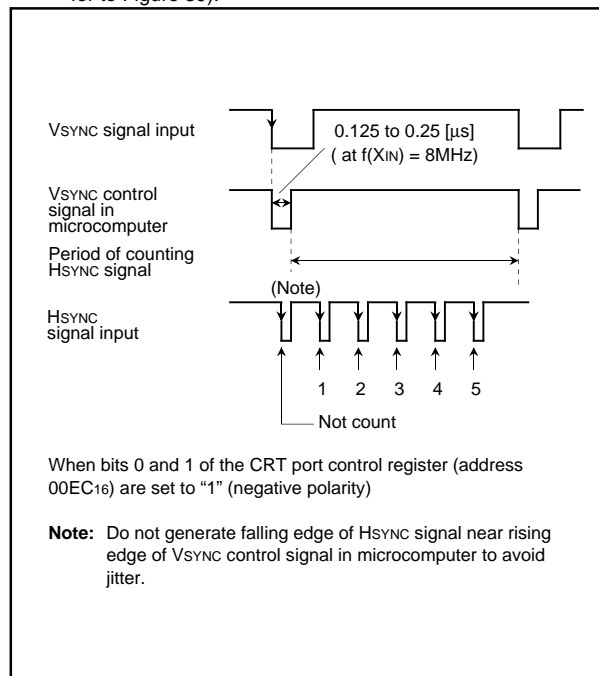 VSYNC signal input
0.125 to 0.25 [μs]
( at f(XIN) = 8MHz)
VSYNC control
signal in
microcomputer
Period of counting
HSYNC signal
(Note)
HSYNC
signal input
1 2 3 4 5
Not count
When bits 0 and 1 of the CRT port control register (address
00EC16) are set to “1” (negative polarity)
Note: Do not generate falling edge of HSYNC signal near rising
edge of VSYNC control signal in microcomputer to avoid
jitter.